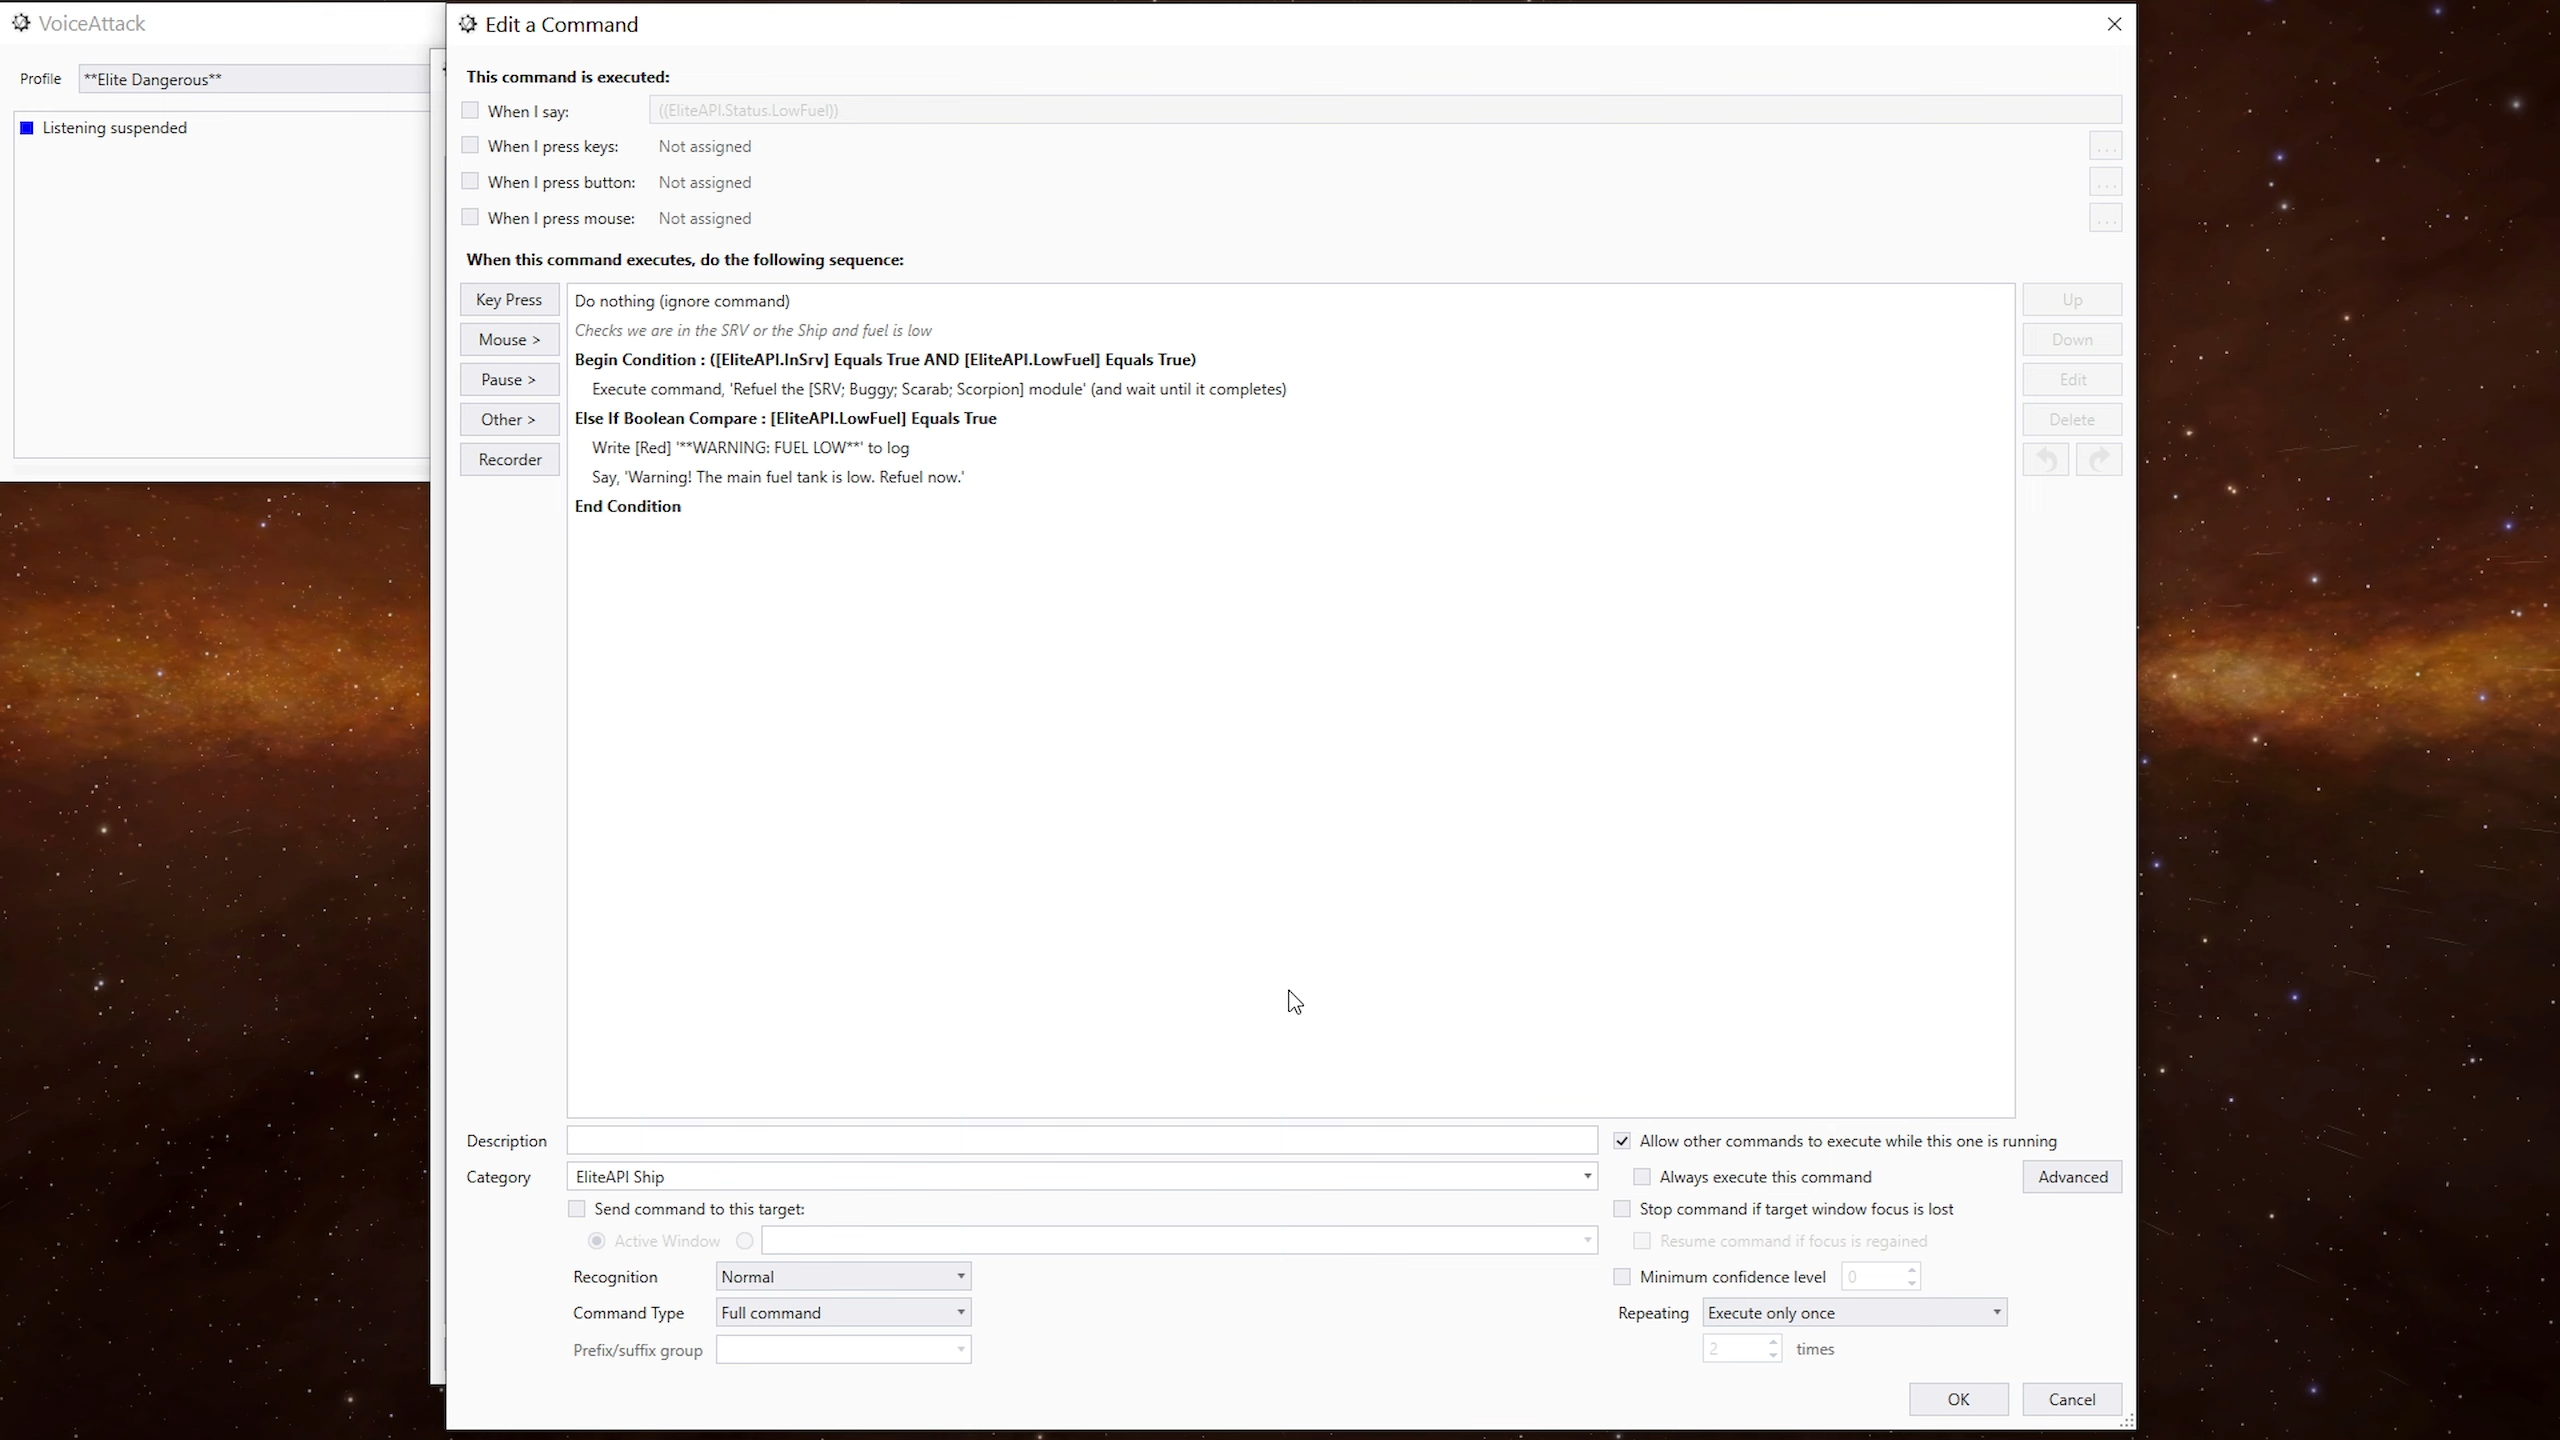 VoiceAttack
Profile
**Elite Dangerous**
Listening suspended
Edit a Command
This command is executed:
When I say:
((EliteAPI.Status.LowFuel))
When I press keys:
Not assigned
...
When I press button:
Not assigned
...
When I press mouse:
Not assigned
...
When this command executes, do the following sequence:
Key Press
Mouse >
Pause >
Other >
Recorder
Do nothing (ignore command)
Checks we are in the SRV or the Ship and fuel is low
Begin Condition : ([EliteAPI.InSrv] Equals True AND [EliteAPI.LowFuel] Equals True)
Execute command, 'Refuel the [SRV; Buggy; Scarab; Scorpion] module' (and wait until it completes)
Else If Boolean Compare : [EliteAPI.LowFuel] Equals True
Write [Red] '**WARNING: FUEL LOW**' to log
Say, 'Warning! The main fuel tank is low. Refuel now.'
End Condition
Up
Down
Edit
Delete
Description
Category
EliteAPI Ship
Send command to this target:
Active Window
Recognition
Normal
Command Type
Full command
Prefix/suffix group
Allow other commands to execute while this one is running
Always execute this command
Advanced
Stop command if target window focus is lost
Resume command if focus is regained
Minimum confidence level
0
Repeating
Execute only once
2
times
OK
Cancel